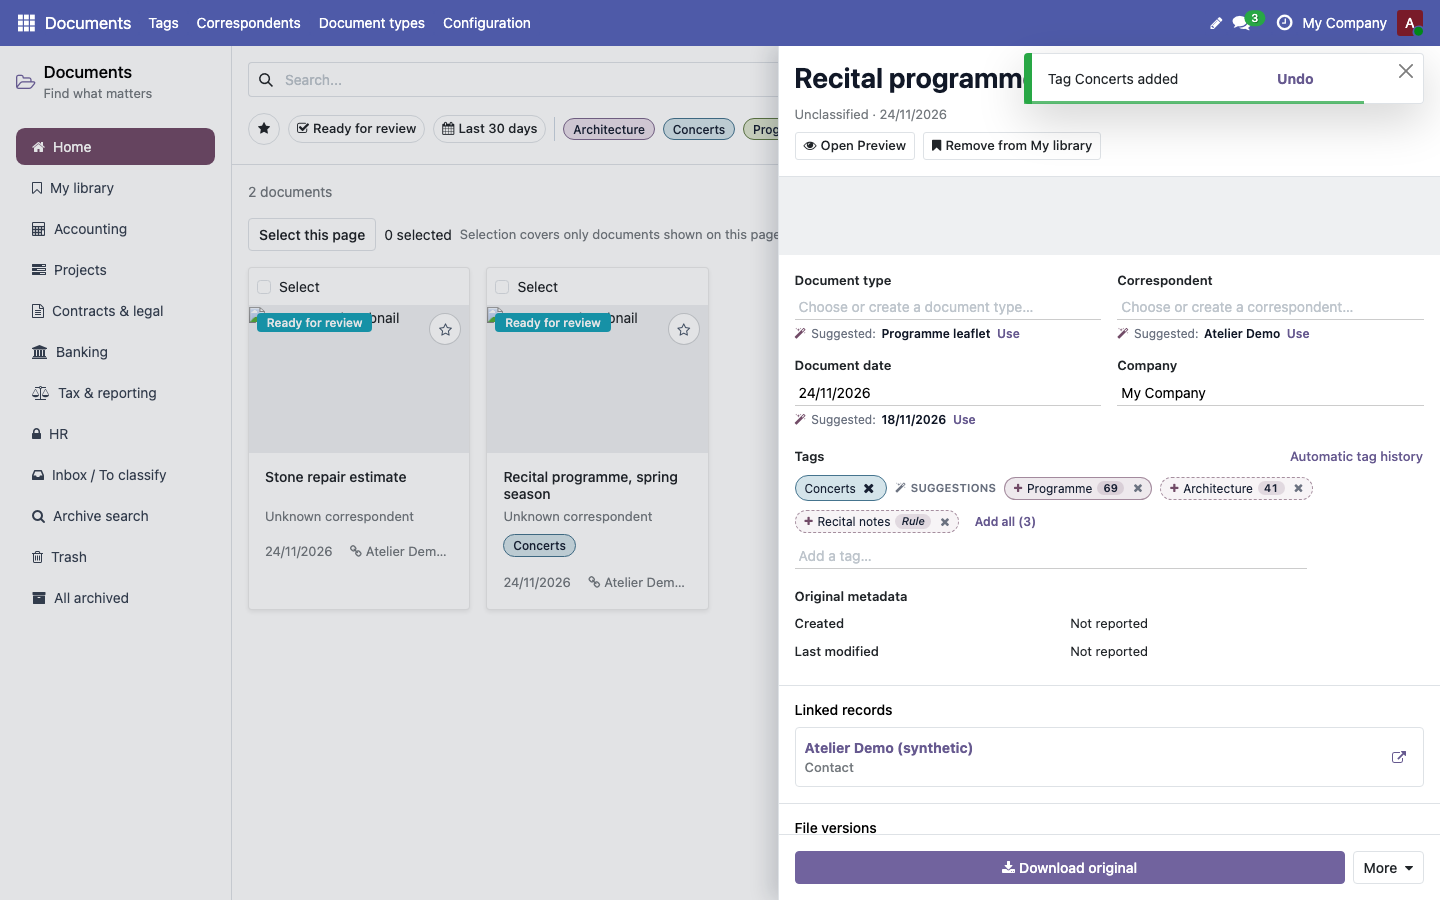 Documents Tags Correspondents Document types Configuration
3 My Company A
Documents
Find what matters
Home
My library
Accounting
Projects
Contracts & legal
Banking
Tax & reporting
HR
Inbox / To classify
Archive search
Trash
All archived
Search...
Ready for review Last 30 days Architecture Concerts Prog
2 documents
Select this page 0 selected Selection covers only documents shown on this page
Select
Ready for review
Stone repair estimate
Unknown correspondent
24/11/2026 Atelier Dem...
Select
Ready for review
Recital programme, spring
season
Unknown correspondent
Concerts
24/11/2026 Atelier Dem...
Recital programme
Tag Concerts added Undo
Unclassified · 24/11/2026
Open Preview Remove from My library
Document type Correspondent
Choose or create a document type... Choose or create a correspondent...
Suggested: Programme leaflet Use Suggested: Atelier Demo Use
Document date Company
24/11/2026 My Company
Suggested: 18/11/2026 Use
Tags Automatic tag history
Concerts SUGGESTIONS Programme 69 Architecture 41
Recital notes Rule Add all (3)
Add a tag...
Original metadata
Created Not reported
Last modified Not reported
Linked records
Atelier Demo (synthetic)
Contact
File versions
Download original More